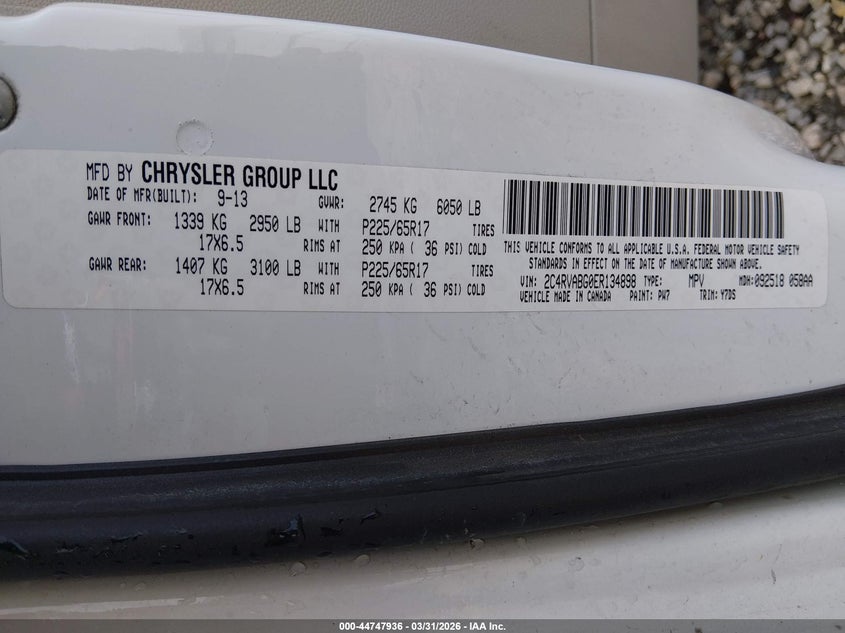 MFD BY CHRYSLER GROUP LLC
DATE OF MFR(BUILT): 9-13 GVWR: 2745 KG 6050 LB
GAWR FRONT: 1339 KG 2950 LB WITH P225/65R17 TIRES
17X6.5 RIMS AT 250 KPA ( 36 PSI) COLD
GAWR REAR: 1407 KG 3100 LB WITH P225/65R17 TIRES
17X6.5 RIMS AT 250 KPA ( 36 PSI) COLD
THIS VEHICLE CONFORMS TO ALL APPLICABLE U.S.A. FEDERAL MOTOR VEHICLE SAFETY
STANDARDS IN EFFECT ON THE DATE OF MANUFACTURE SHOWN ABOVE.
VIN: 2C4RVABG0ER134898 TYPE: MPV MDH:092518 058AA
VEHICLE MADE IN CANADA PAINT: PW7 TRIM: Y7DS
000-44747936 - 03/31/2026 - IAA Inc.